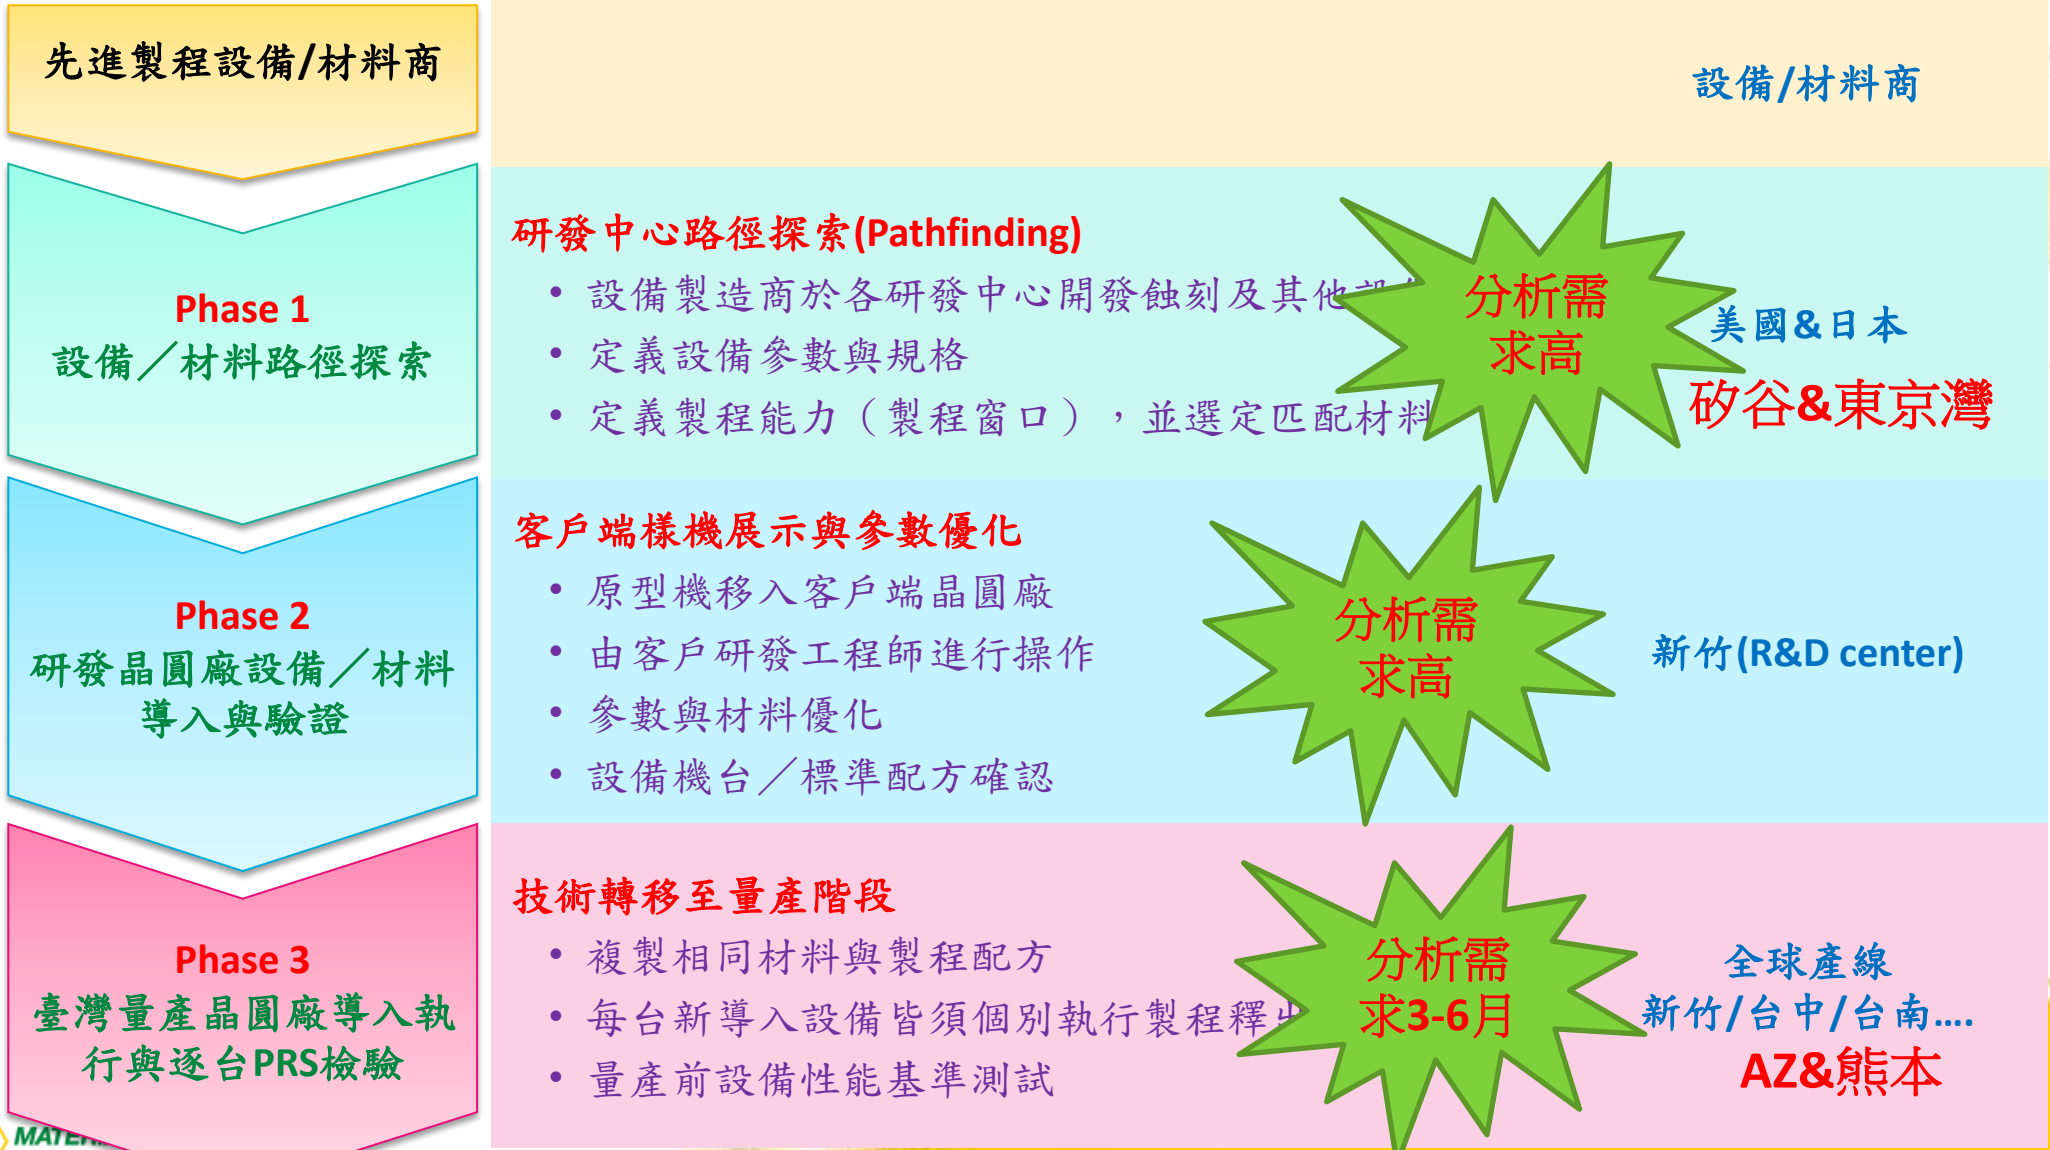 先進製程設備/材料商
設備/材料商
Phase 1
設備／材料路徑探索
研發中心路徑探索(Pathfinding)
• 設備製造商於各研發中心開發蝕刻及其他
• 定義設備參數與規格
• 定義製程能力（製程窗口），並選定匹配材料
分析需
求高
美國&日本
矽谷&東京灣
Phase 2
研發晶圓廠設備／材料
導入與驗證
客戶端樣機展示與參數優化
• 原型機移入客戶端晶圓廠
• 由客戶研發工程師進行操作
• 參數與材料優化
• 設備機台／標準配方確認
分析需
求高
新竹(R&D center)
Phase 3
臺灣量產晶圓廠導入執
行與逐台PRS檢驗
技術轉移至量產階段
• 複製相同材料與製程配方
• 每台新導入設備皆須個別執行製程釋
• 量產前設備性能基準測試
分析需
求3-6月
全球產線
新竹/台中/台南....
AZ&熊本